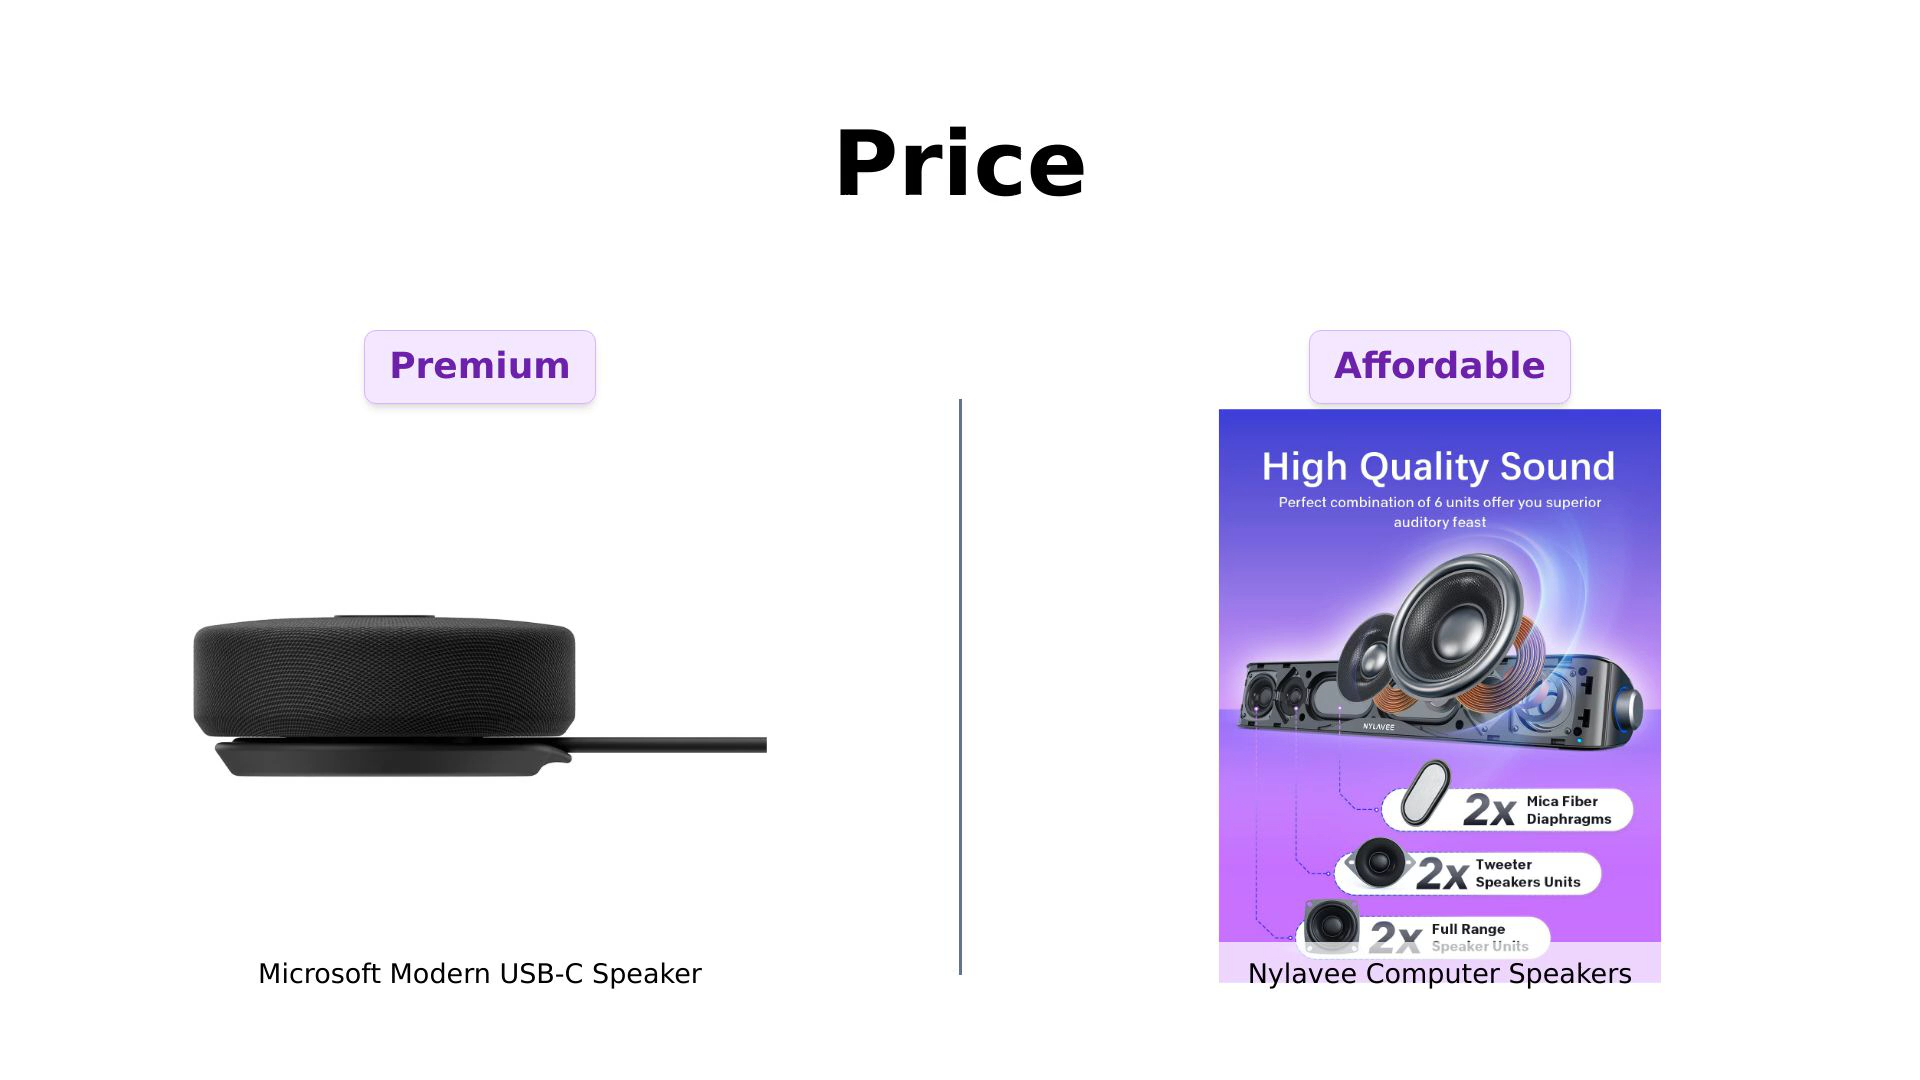 Price
Premium
Affordable
High Quality Sound
Perfect combination of 6 units offer you superior
auditory feast
NYLAVEE
2x Mica Fiber
Diaphragms
2x Tweeter
Speakers Units
2x Full Range
Speaker Units
Microsoft Modern USB-C Speaker
Nylavee Computer Speakers